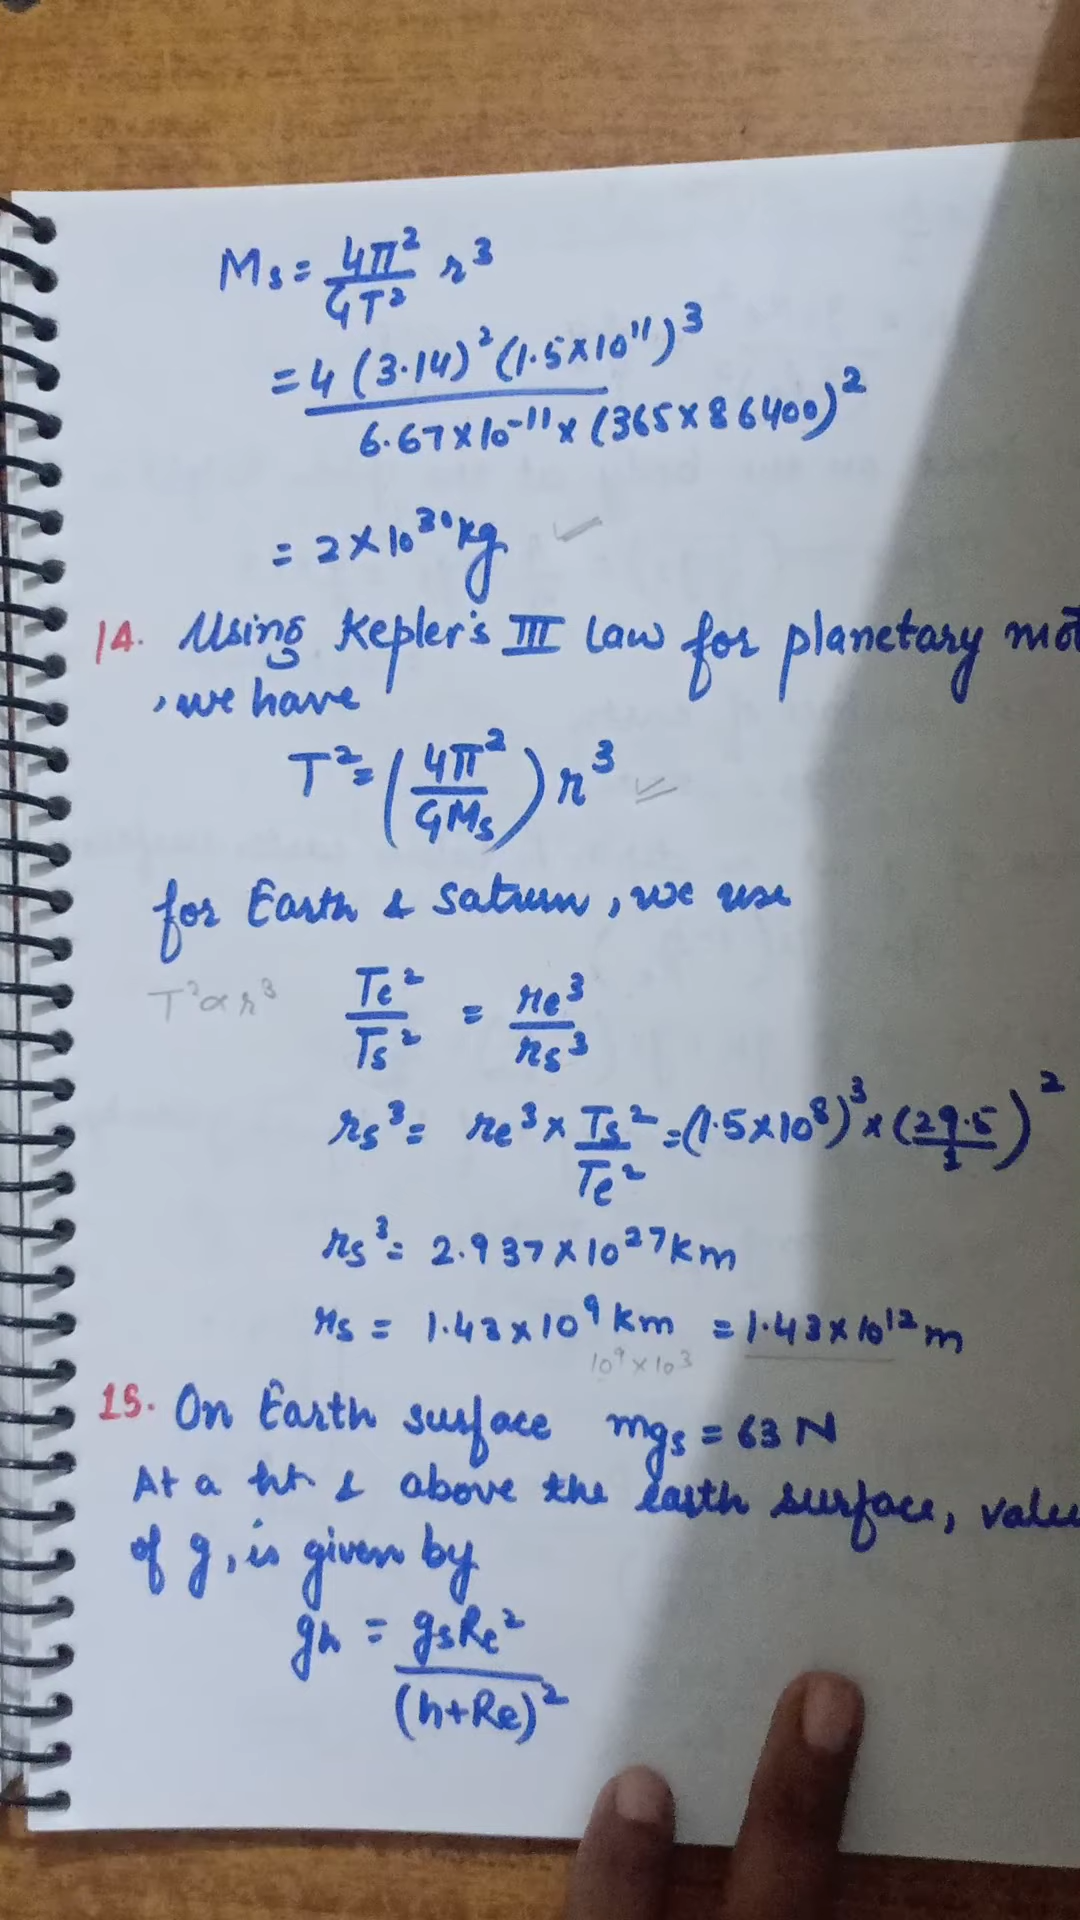 Ms = 4π²/GT² r³
= 4 (3.14)² (1.5×10¹¹)³ / 6.67×10⁻¹¹ × (365×86400)²
= 2×10³⁰ kg
14. Using Kepler's III Law for planetary mot
, we have
T² = (4π²/GMs) r³
for Earth & Saturn, we use
T² ∝ r³ Te²/Ts² = re³/rs³
rs³ = re³ × Ts²/Te² = (1.5×10⁸)³ × (29.5/1)²
rs³ = 2.937×10²⁷ km
rs = 1.43×10⁹ km = 1.43×10¹² m
10⁹×10³
15. On Earth surface mgs = 63 N
At a ht & above the earth surface, value
of g, is given by
gh = gsRe²/(h+Re)²